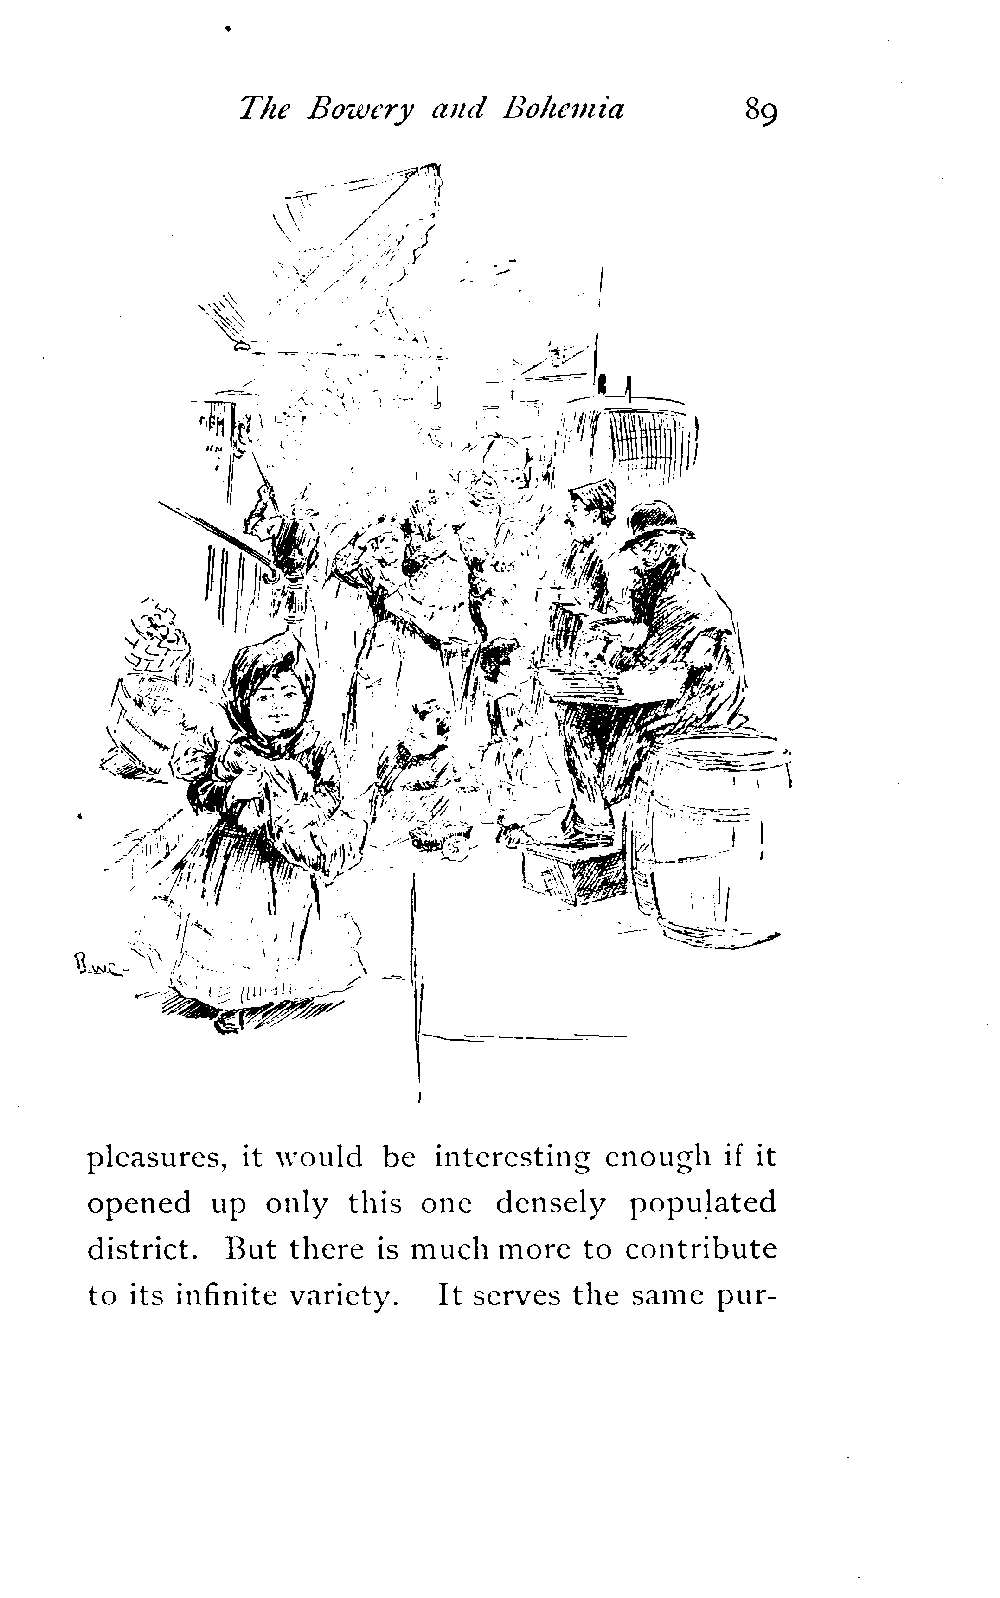 The Bowery and Bohemia 89
B.W.C.
pleasures, it would be interesting enough if it
opened up only this one densely populated
district. But there is much more to contribute
to its infinite variety. It serves the same pur-